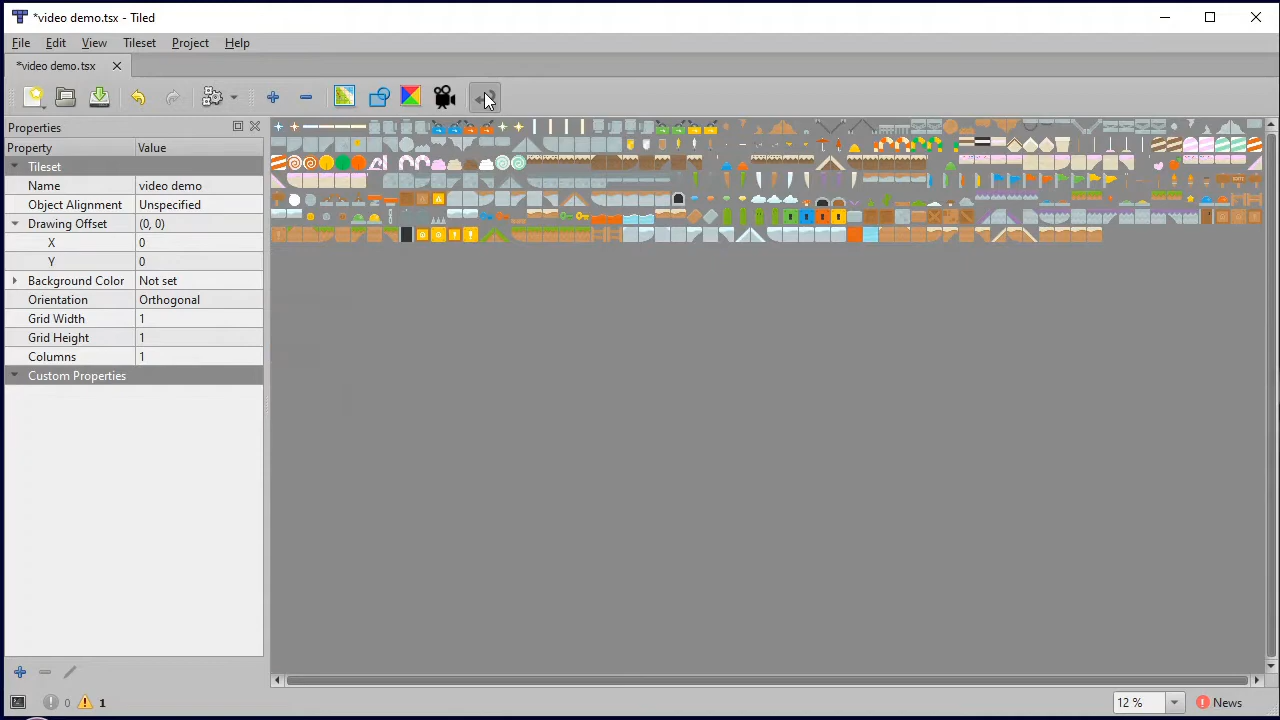 *video demo.tsx - Tiled
File Edit View Tileset Project Help
*video demo.tsx
Properties
Property Value
Tileset
Name video demo
Object Alignment Unspecified
Drawing Offset (0, 0)
X 0
Y 0
Background Color Not set
Orientation Orthogonal
Grid Width 1
Grid Height 1
Columns 1
Custom Properties
0 1
12 % News